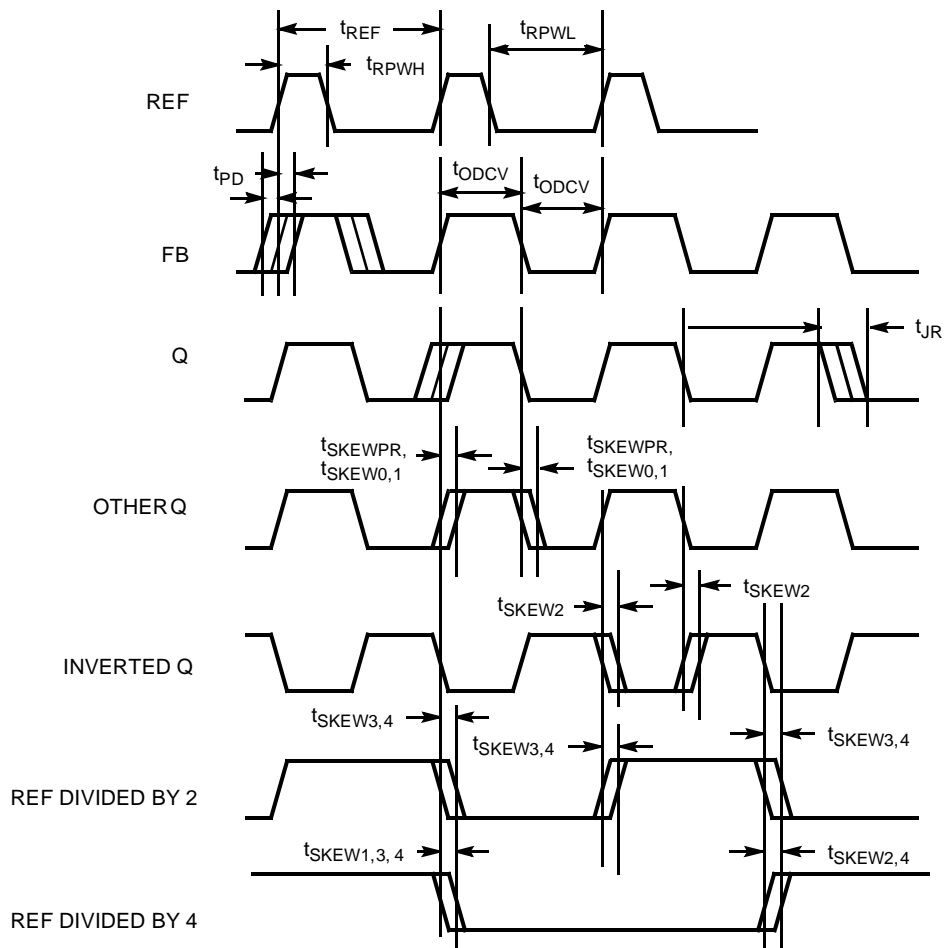 tREF
tRPWL
tRPWH
REF
tPD
tODCV
tODCV
FB
Q
tJR
tSKEWPR,
tSKEW0,1
tSKEWPR,
tSKEW0,1
OTHER Q
tSKEW2
tSKEW2
INVERTED Q
tSKEW3,4
tSKEW3,4
tSKEW3,4
REF DIVIDED BY 2
tSKEW1,3, 4
tSKEW2,4
REF DIVIDED BY 4